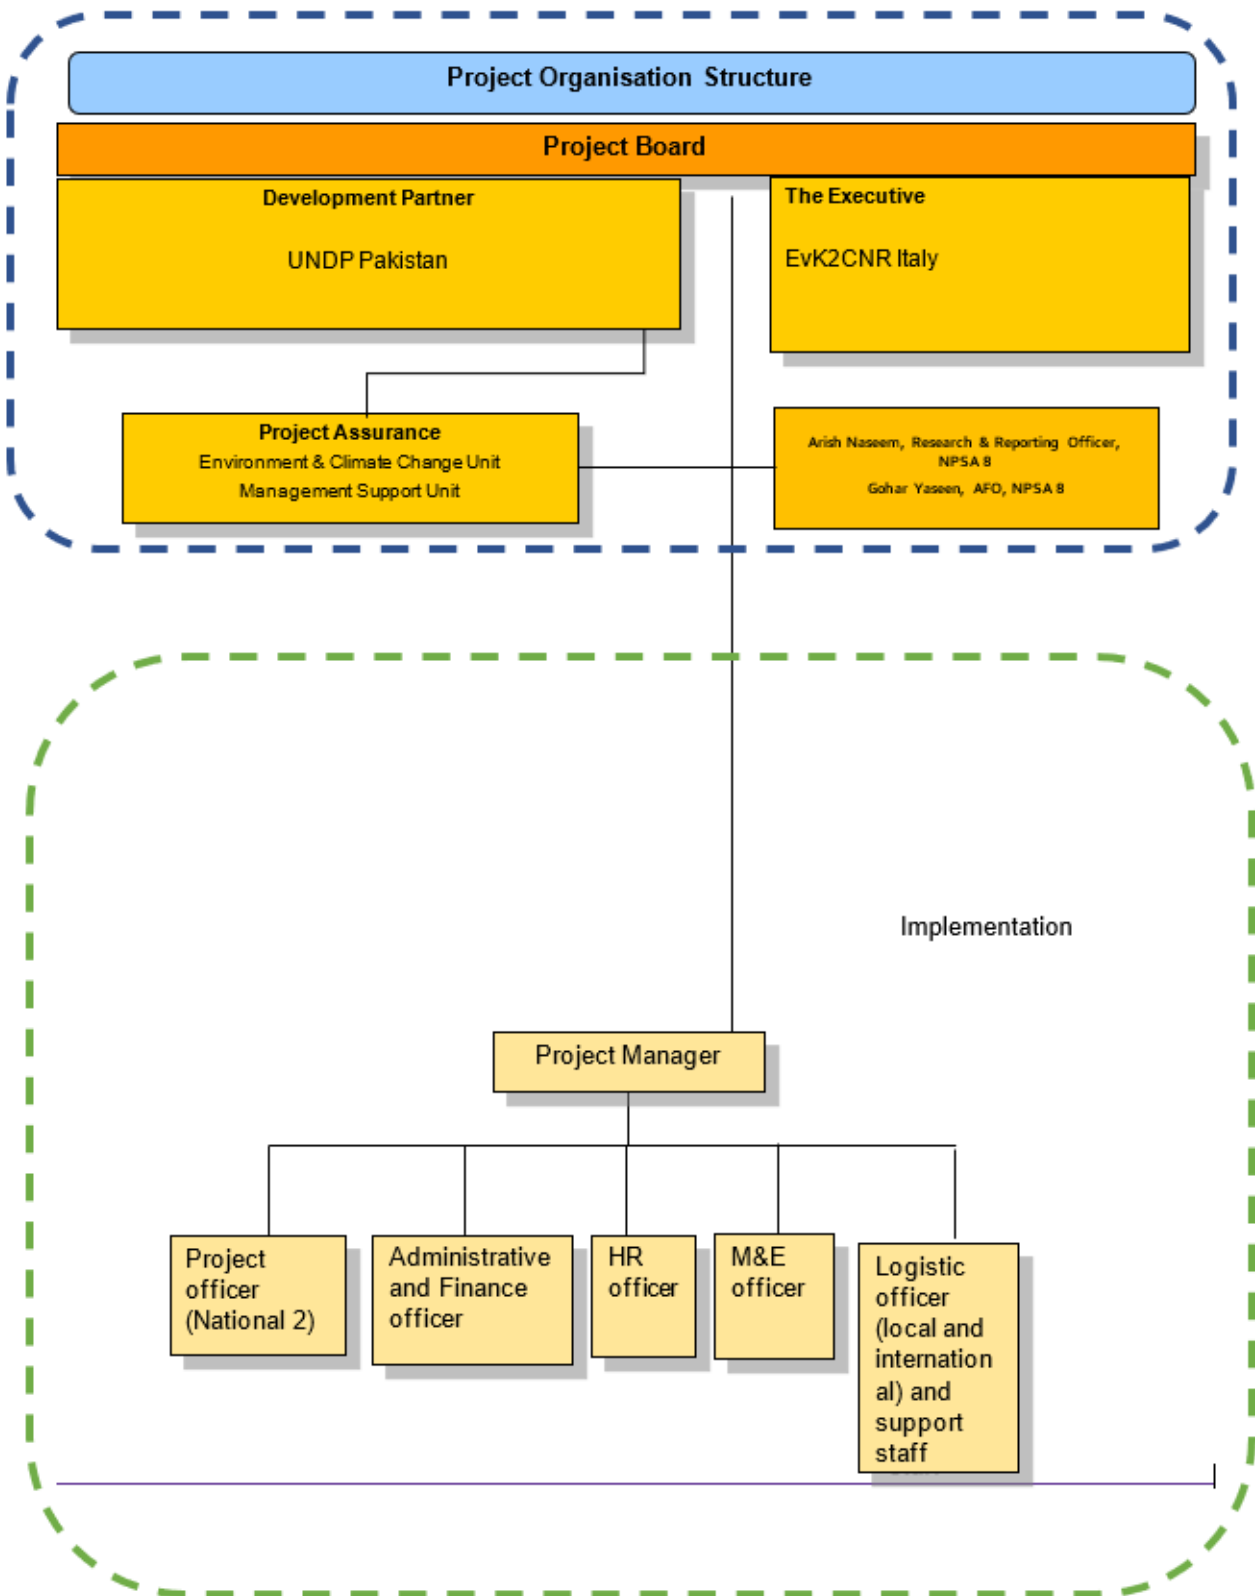 Project Organisation Structure
Project Board
Development Partner
UNDP Pakistan
The Executive
EvK2CNR Italy
Project Assurance
Environment & Climate Change Unit
Management Support Unit
Arish Naseem, Research & Reporting Officer,
NPSA 8
Gohar Yaseen, AFO, NPSA 8
Implementation
Project Manager
Project
officer
(National 2)
Administrative
and Finance
officer
HR
officer
M&E
officer
Logistic
officer
(local and
internation
al) and
support
staff